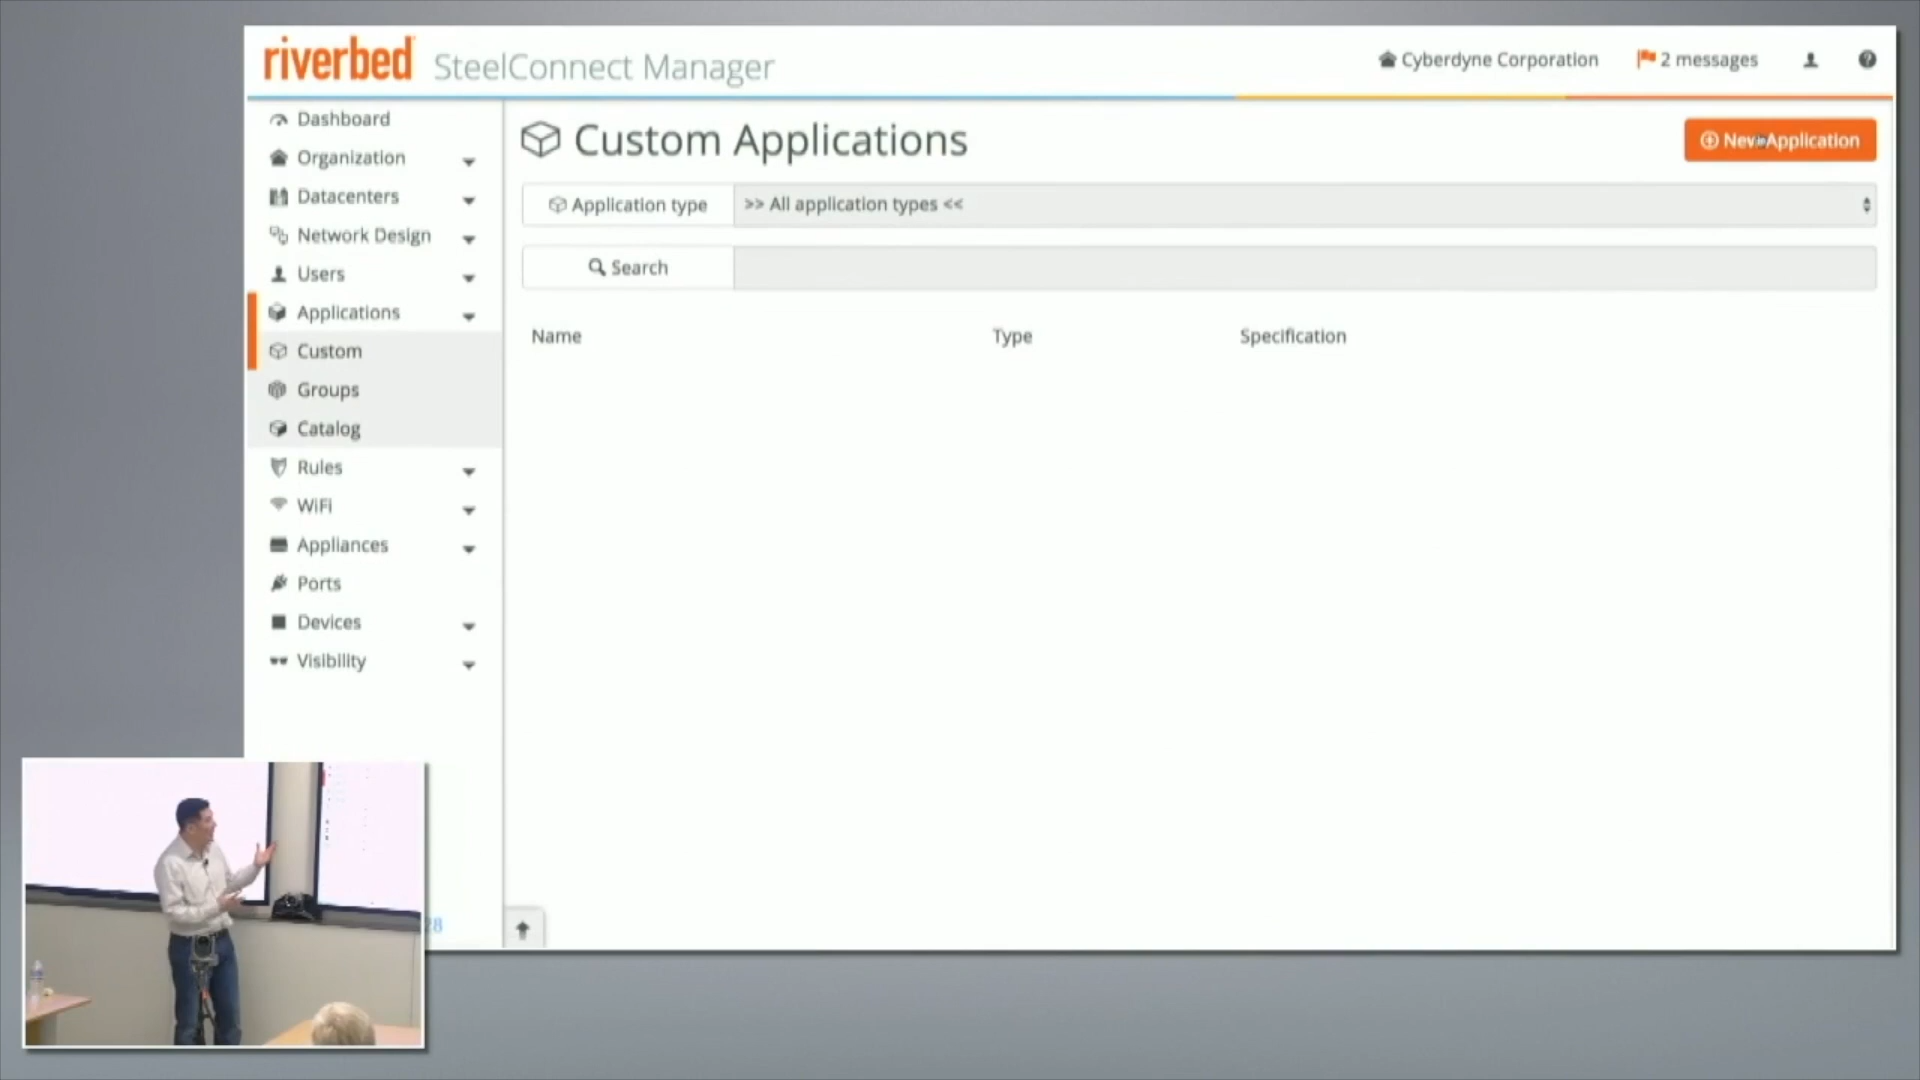 riverbed SteelConnect Manager
Cyberdyne Corporation 2 messages
Dashboard
Organization
Datacenters
Network Design
Users
Applications
Custom
Groups
Catalog
Rules
WiFi
Appliances
Ports
Devices
Visibility
28
Custom Applications
New Application
Application type >> All application types <<
Search
Name Type Specification